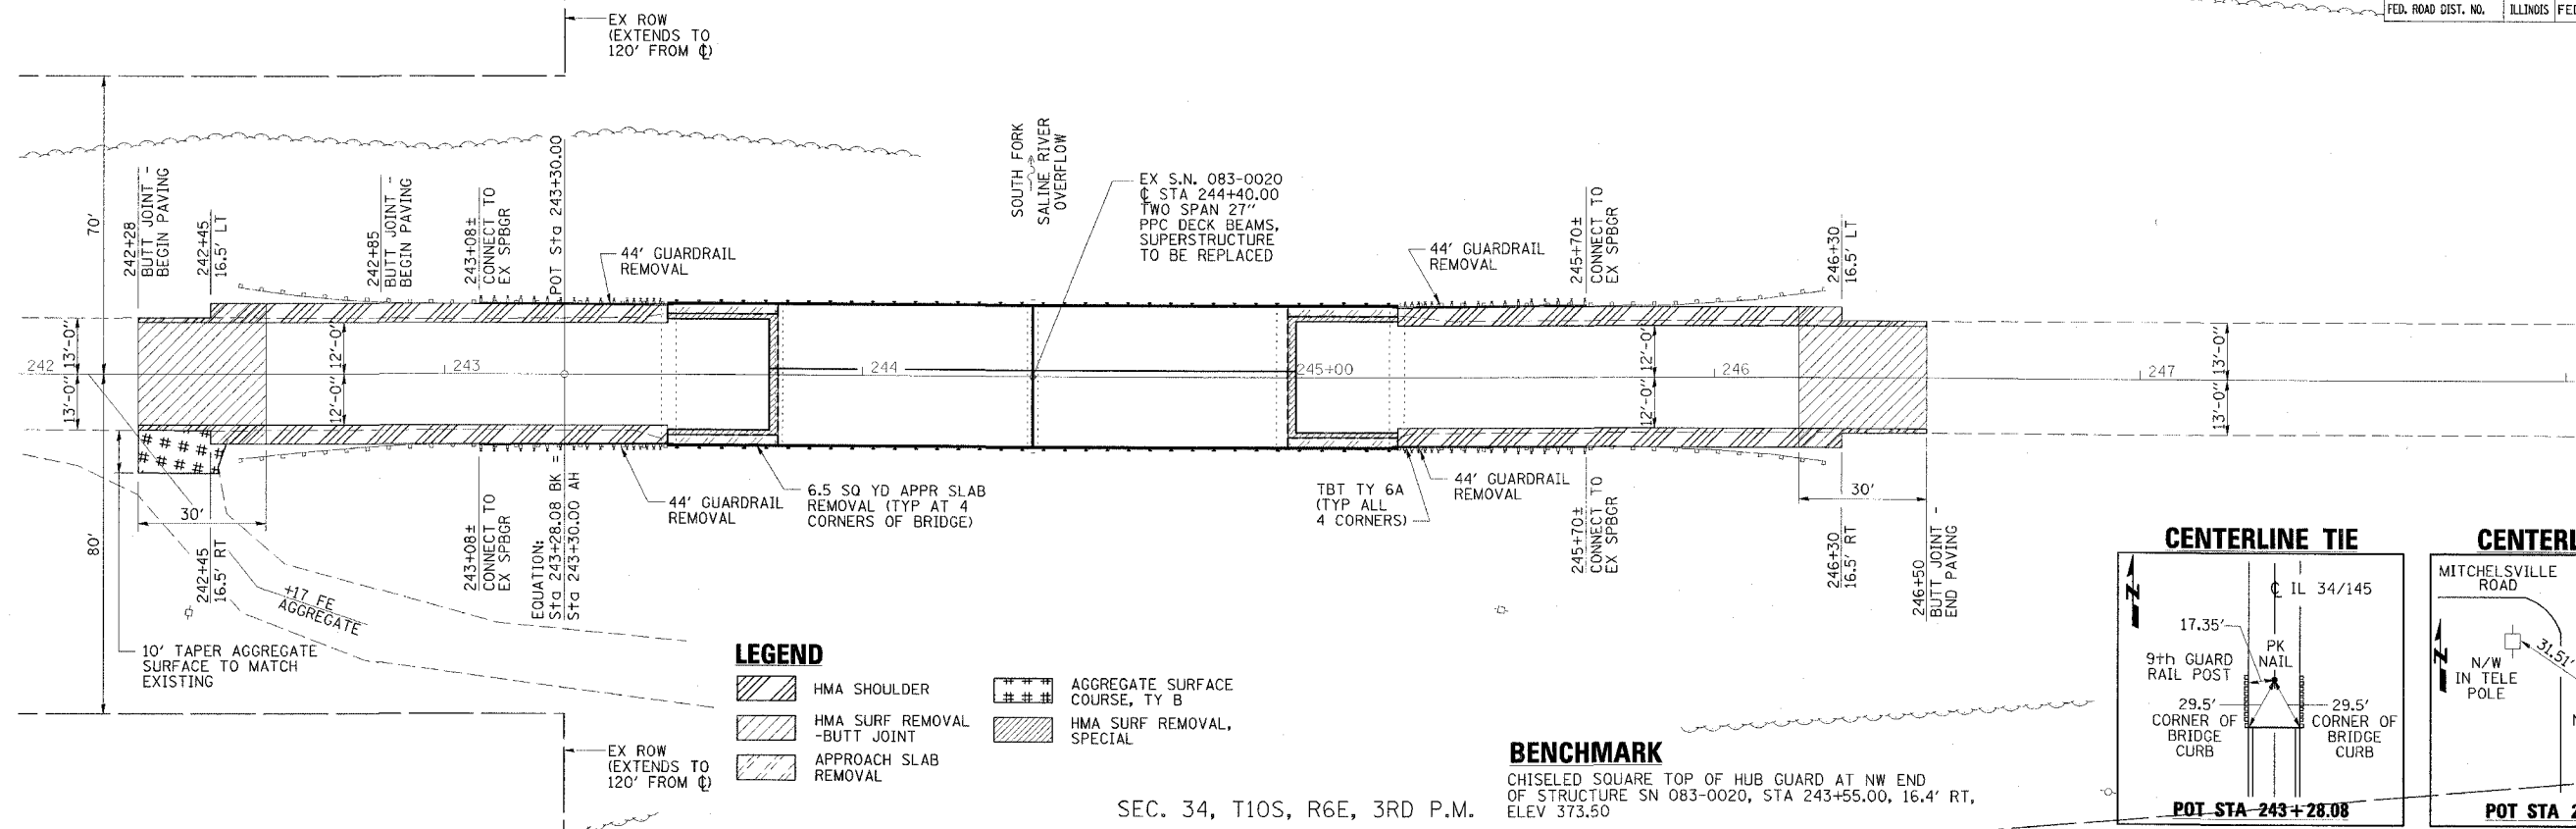 EX ROW
(EXTENDS TO
120' FROM ℄)
FED. ROAD DIST. NO.
ILLINOIS
70'
80'
242+28
BUTT JOINT -
BEGIN PAVING
242+45
16.5' LT
242+85
BUTT JOINT -
BEGIN PAVING
243+08±
CONNECT TO
EX SPBGR
POT Sta 243+30.00
44' GUARDRAIL
REMOVAL
SOUTH FORK
SALINE RIVER
OVERFLOW
EX S.N. 083-0020
℄ STA 244+40.00
TWO SPAN 27"
PPC DECK BEAMS,
SUPERSTRUCTURE
TO BE REPLACED
44' GUARDRAIL
REMOVAL
245+70±
CONNECT TO
EX SPBGR
246+30
16.5' LT
242
13'-0"
13'-0"
12'-0"
12'-0"
243
244
245+00
12'-0"
12'-0"
246
247
13'-0"
13'-0"
30'
242+45
16.5' RT
+17 FE
AGGREGATE
10' TAPER AGGREGATE
SURFACE TO MATCH
EXISTING
243+08±
CONNECT TO
EX SPBGR
EQUATION:
Sta 243+28.08 BK =
Sta 243+30.00 AH
44' GUARDRAIL
REMOVAL
6.5 SQ YD APPR SLAB
REMOVAL (TYP AT 4
CORNERS OF BRIDGE)
TBT TY 6A
(TYP ALL
4 CORNERS)
44' GUARDRAIL
REMOVAL
245+70±
CONNECT TO
EX SPBGR
30'
246+30
16.5' RT
246+50
BUTT JOINT -
END PAVING
EX ROW
(EXTENDS TO
120' FROM ℄)
LEGEND
HMA SHOULDER
HMA SURF REMOVAL
-BUTT JOINT
APPROACH SLAB
REMOVAL
AGGREGATE SURFACE
COURSE, TY B
HMA SURF REMOVAL,
SPECIAL
SEC. 34, T10S, R6E, 3RD P.M.
BENCHMARK
CHISELED SQUARE TOP OF HUB GUARD AT NW END
OF STRUCTURE SN 083-0020, STA 243+55.00, 16.4' RT,
ELEV 373.50
CENTERLINE TIE
N
℄ IL 34/145
17.35'
PK
NAIL
9th GUARD
RAIL POST
29.5'
CORNER OF
BRIDGE
CURB
29.5'
CORNER OF
BRIDGE
CURB
POT STA 243+28.08
MITCHELSVILLE
ROAD
N
31.51'
N/W
IN TELE
POLE
POT STA